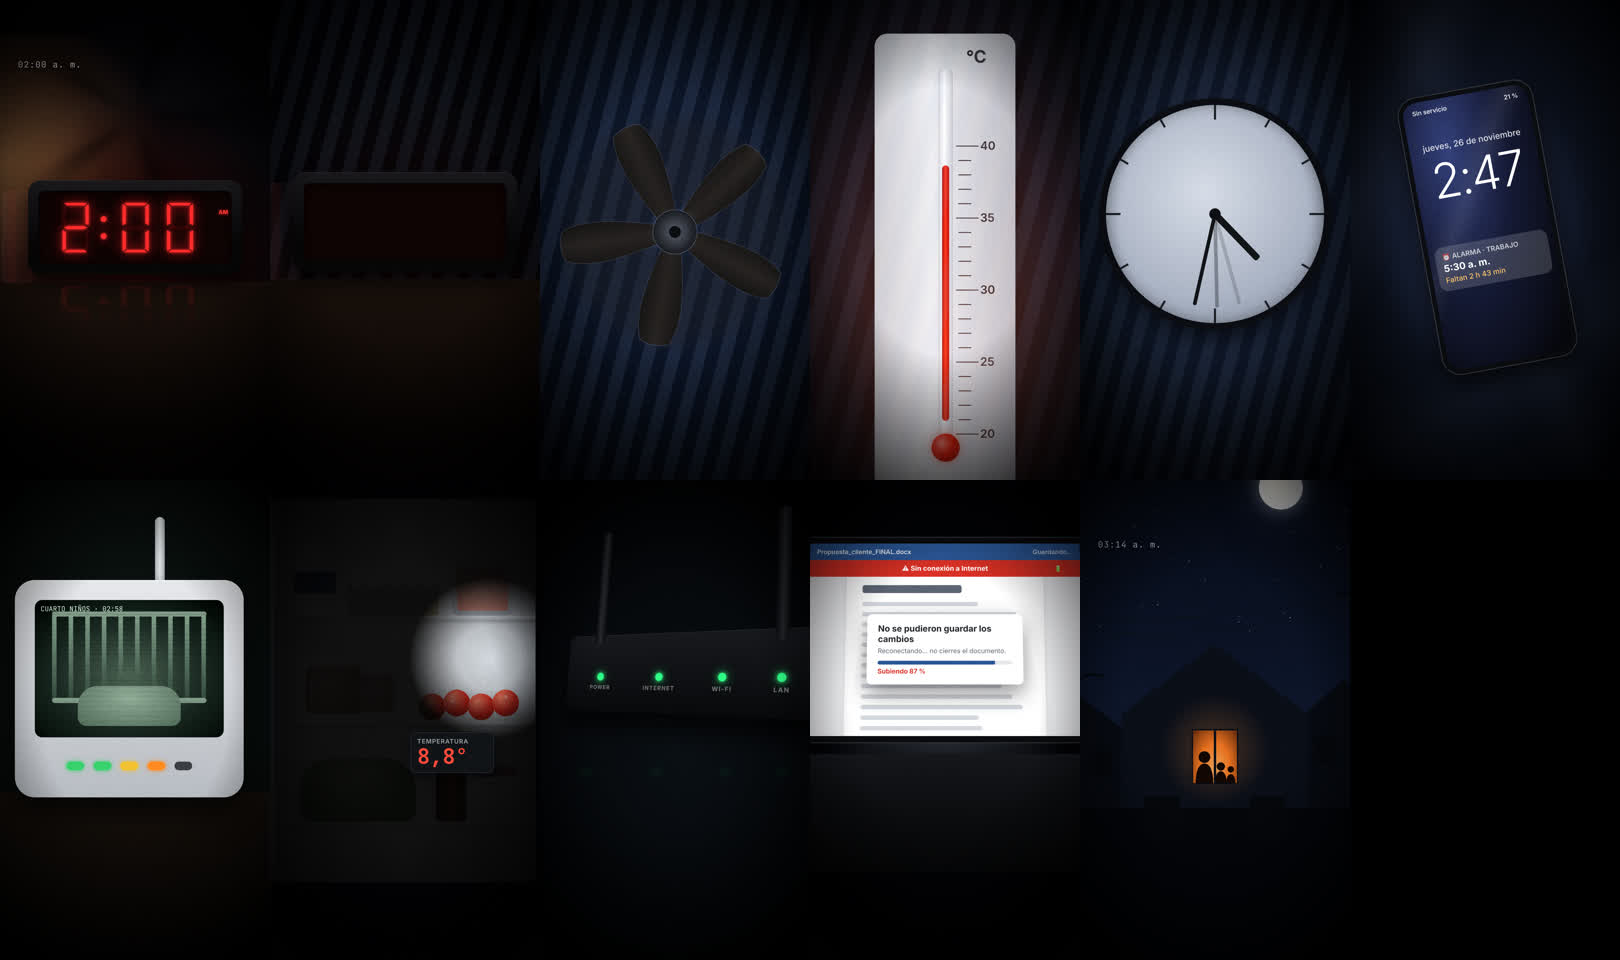 02:00 a. m.
2:00
AM
°C
40
35
30
25
20
Sin servicio
21 %
jueves, 26 de noviembre
2:47
ALARMA · TRABAJO
5:30 a. m.
Faltan 2 h 43 min
CUARTO NIÑOS · 02:58
TEMPERATURA
8,8°
POWER
INTERNET
WI-FI
LAN
Propuesta_cliente_FINAL.docx
Guardando…
Sin conexión a Internet
No se pudieron guardar los
cambios
Reconectando… no cierres el documento.
Subiendo 87 %
03:14 a. m.